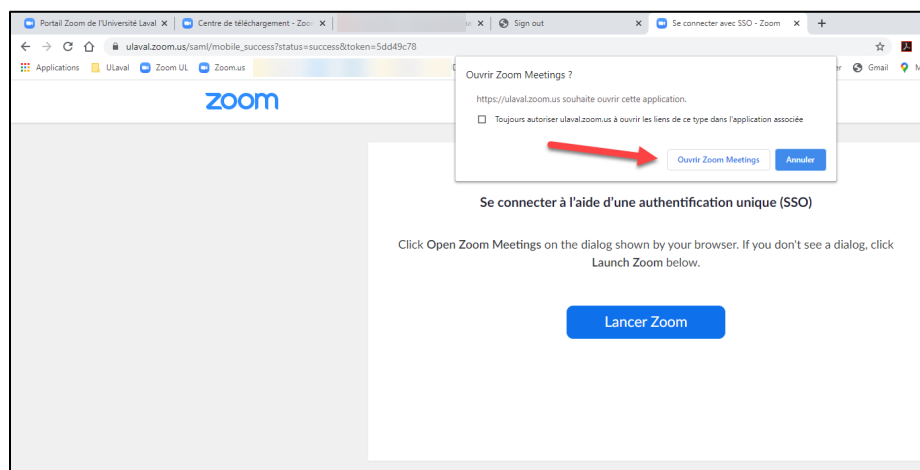 Portail Zoom de l'Université Laval
Centre de téléchargement - Zoo
Sign out
Se connecter avec SSO - Zoom
ulaval.zoom.us/saml/mobile_success?status=success&token=5dd49c78
Applications ULaval Zoom UL Zoom.us
Gmail
zoom
Ouvrir Zoom Meetings ?
https://ulaval.zoom.us souhaite ouvrir cette application.
Toujours autoriser ulaval.zoom.us à ouvrir les liens de ce type dans l'application associée
Ouvrir Zoom Meetings Annuler
Se connecter à l'aide d'une authentification unique (SSO)
Click Open Zoom Meetings on the dialog shown by your browser. If you don't see a dialog, click
Launch Zoom below.
Lancer Zoom